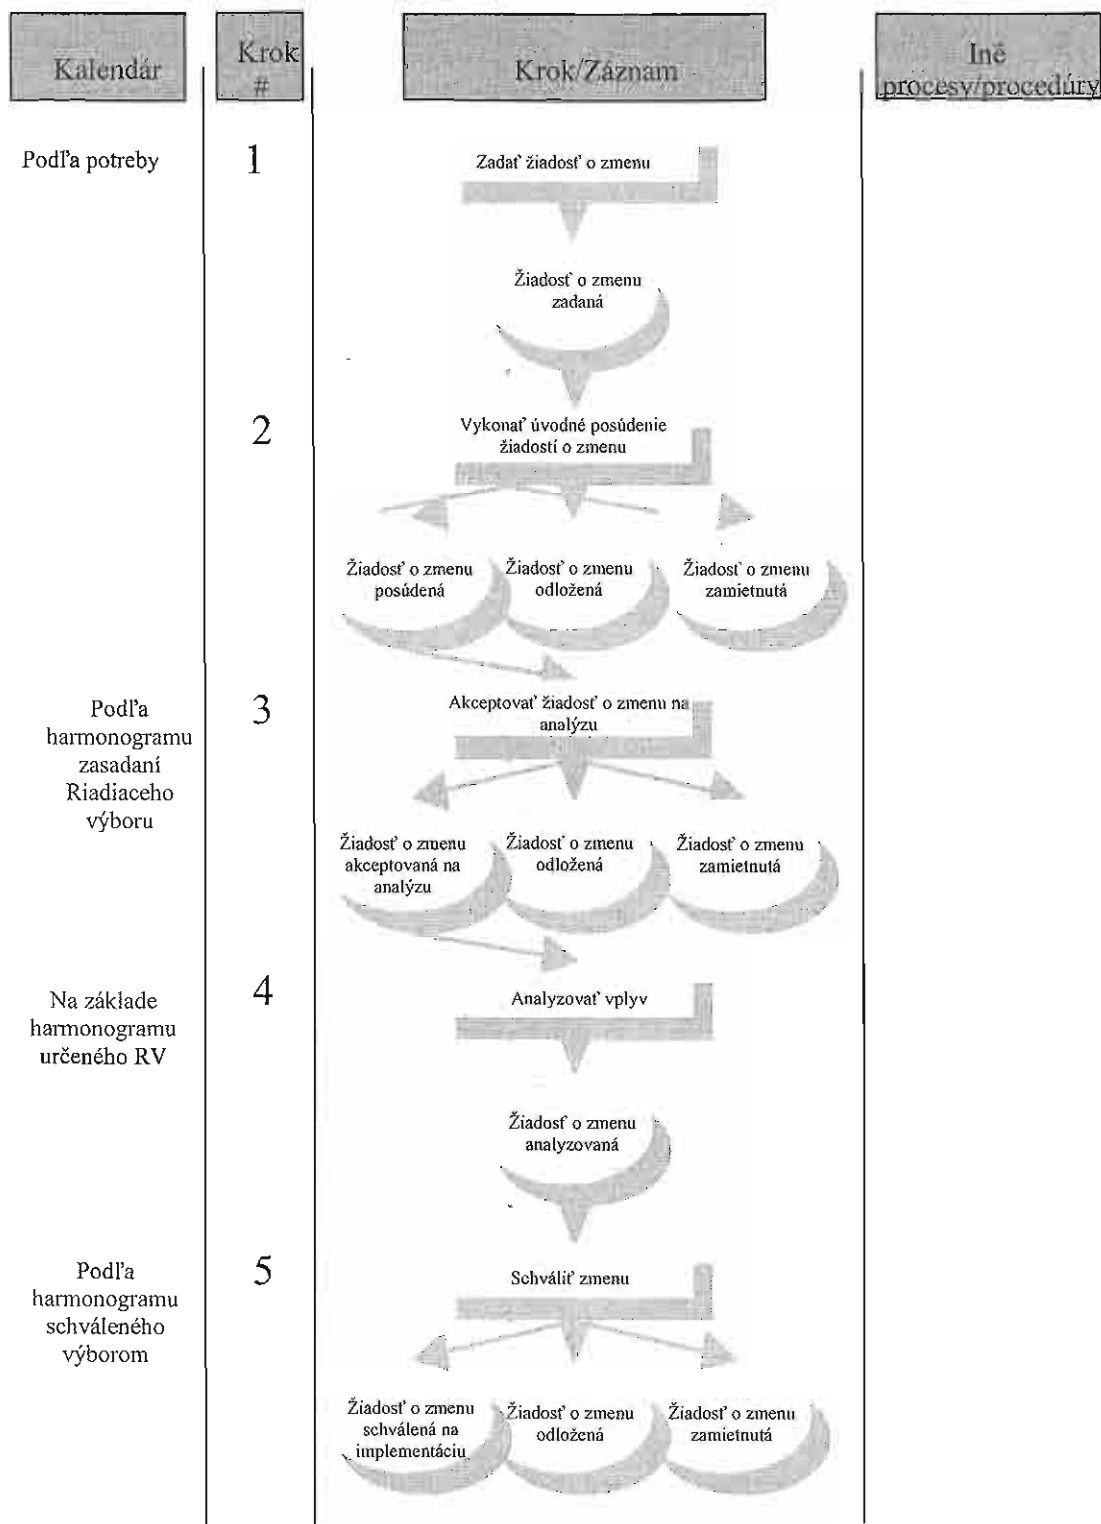 Kalendár
Krok
#
Krok/Záznam
Iné
procesy/procedúry
Podľa potreby
1
Zadať žiadosť o zmenu
Žiadosť o zmenu
zadaná
2
Vykonať úvodné posúdenie
žiadostí o zmenu
Žiadosť o zmenu
posúdená
Žiadosť o zmenu
odložená
Žiadosť o zmenu
zamietnutá
Podľa
harmonogramu
zasadaní
Riadiaceho
výboru
3
Akceptovať žiadosť o zmenu na
analýzu
Žiadosť o zmenu
akceptovaná na
analýzu
Žiadosť o zmenu
odložená
Žiadosť o zmenu
zamietnutá
Na základe
harmonogramu
určeného RV
4
Analyzovať vplyv
Žiadosť o zmenu
analyzovaná
Podľa
harmonogramu
schváleného
výborom
5
Schváliť zmenu
Žiadosť o zmenu
schválená na
implementáciu
Žiadosť o zmenu
odložená
Žiadosť o zmenu
zamietnutá